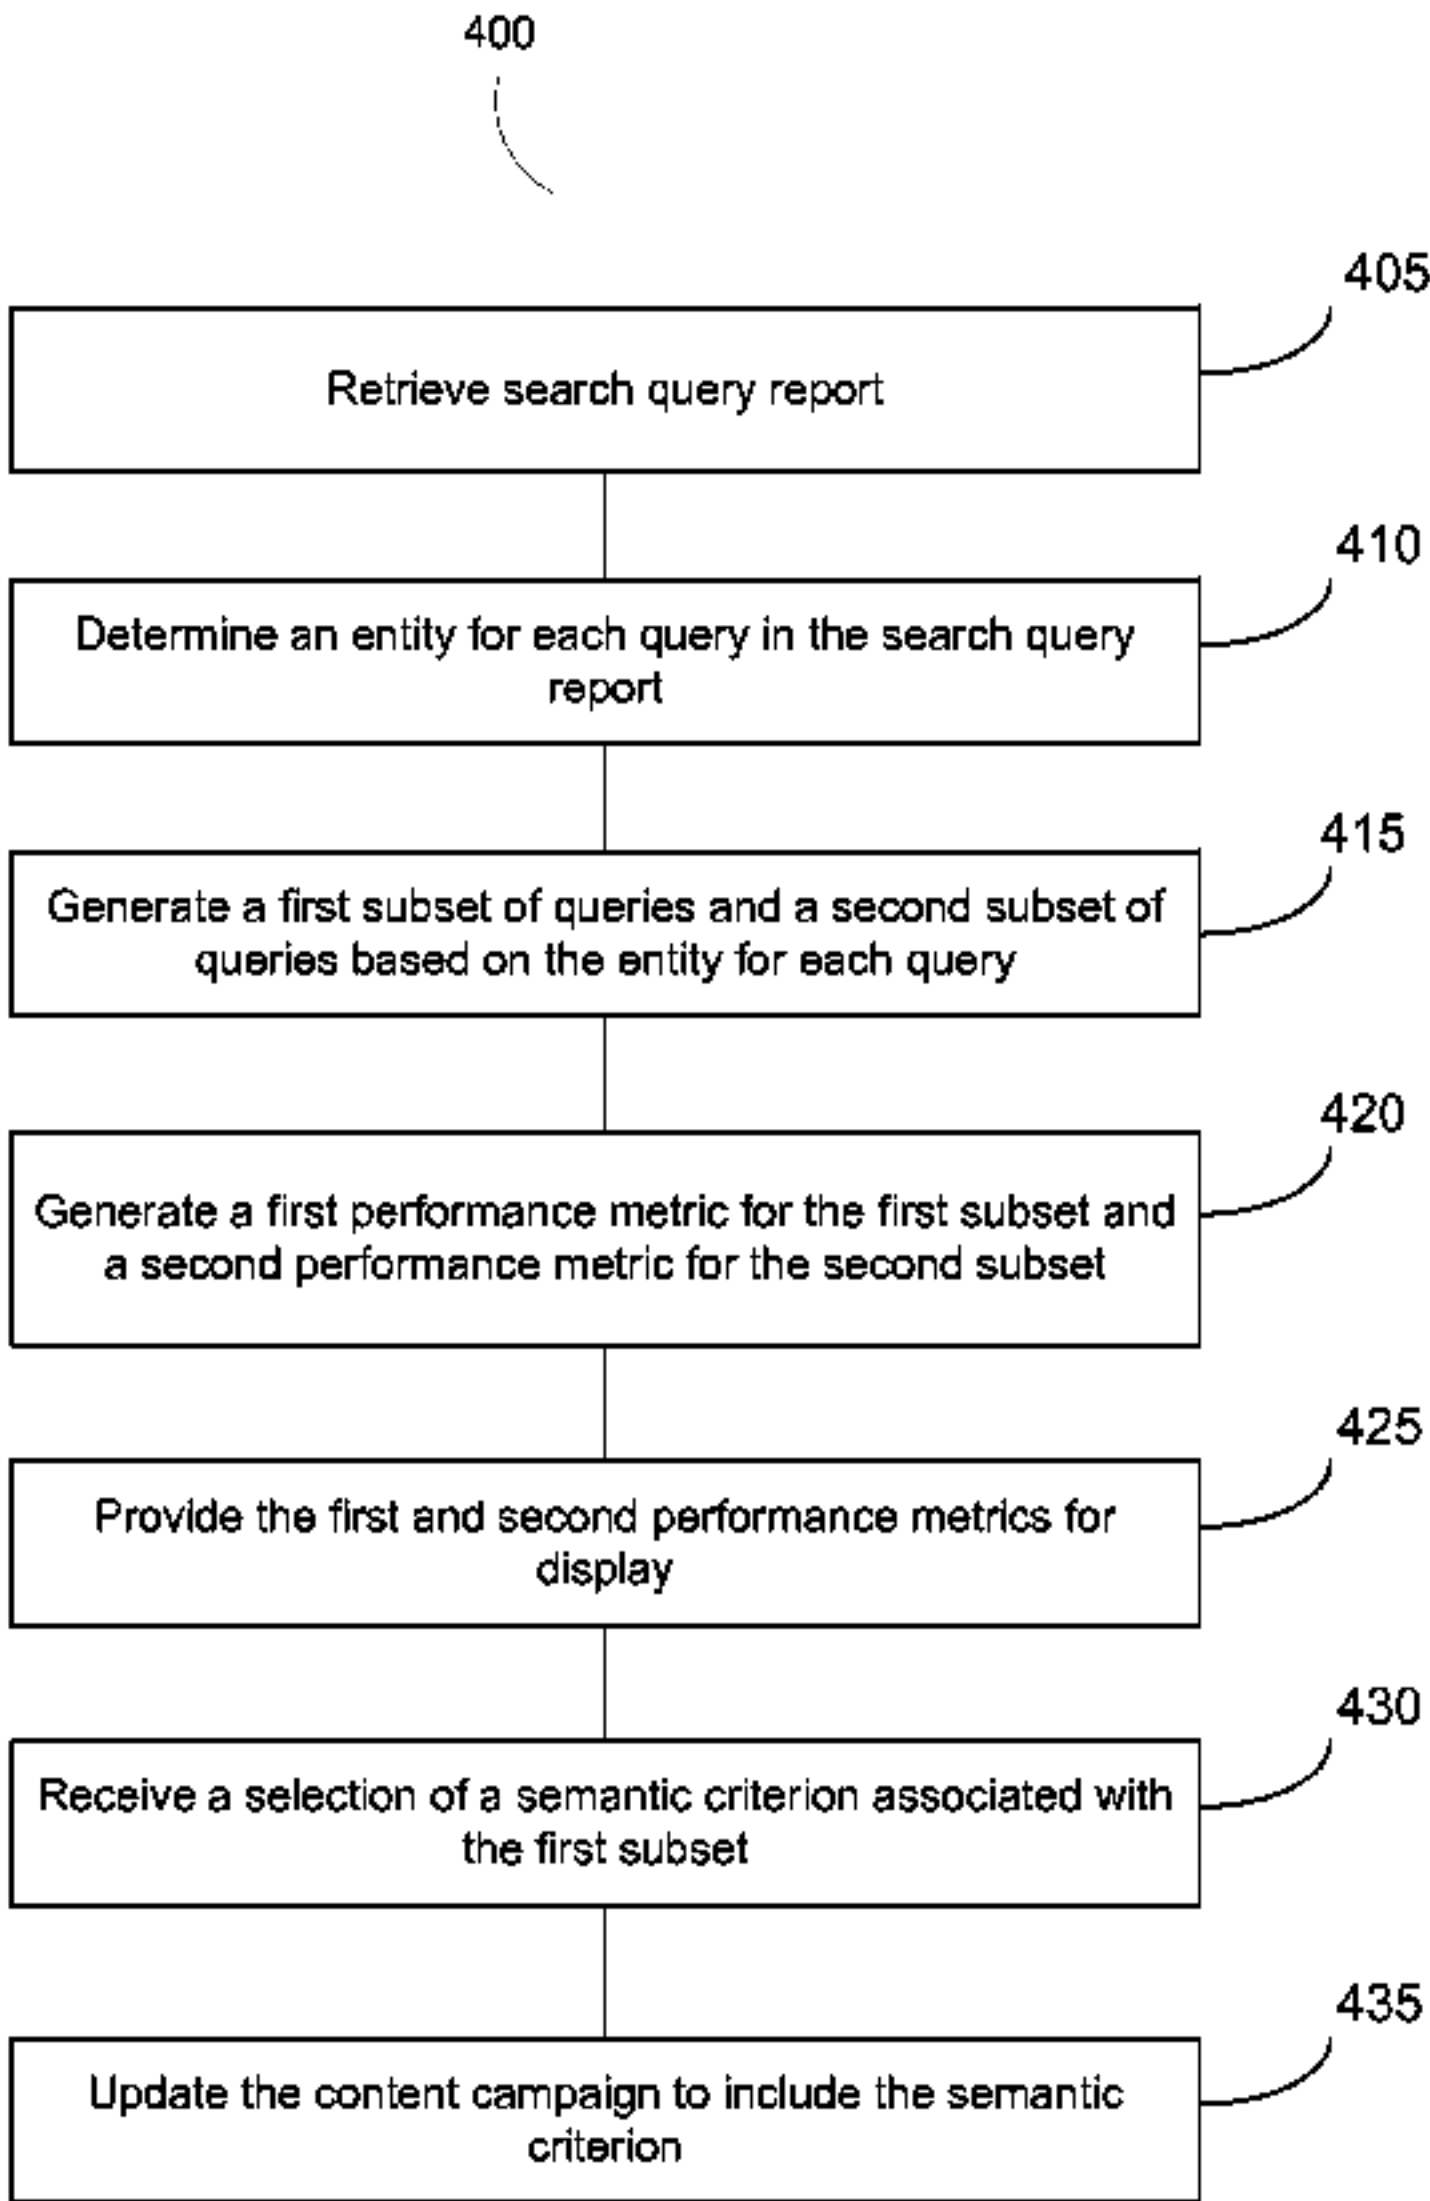 400
405
Retrieve search query report
410
Determine an entity for each query in the search query
report
415
Generate a first subset of queries and a second subset of
queries based on the entity for each query
420
Generate a first performance metric for the first subset and
a second performance metric for the second subset
425
Provide the first and second performance metrics for
display
430
Receive a selection of a semantic criterion associated with
the first subset
435
Update the content campaign to include the semantic
criterion